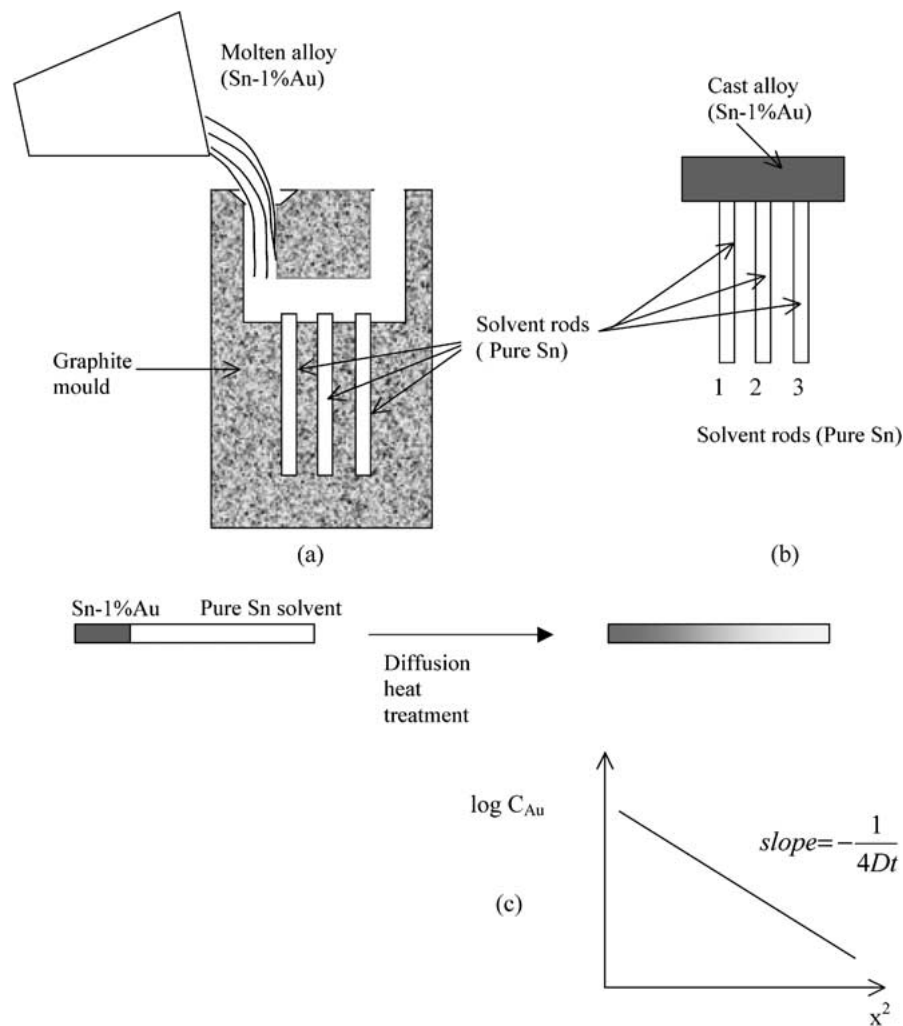 Molten alloy
(Sn-1%Au)
Cast alloy
(Sn-1%Au)
Graphite
mould
Solvent rods
( Pure Sn)
1 2 3
Solvent rods (Pure Sn)
(a)
(b)
Sn-1%Au Pure Sn solvent
Diffusion
heat
treatment
log C_Au
slope=-\frac{1}{4Dt}
(c)
x²